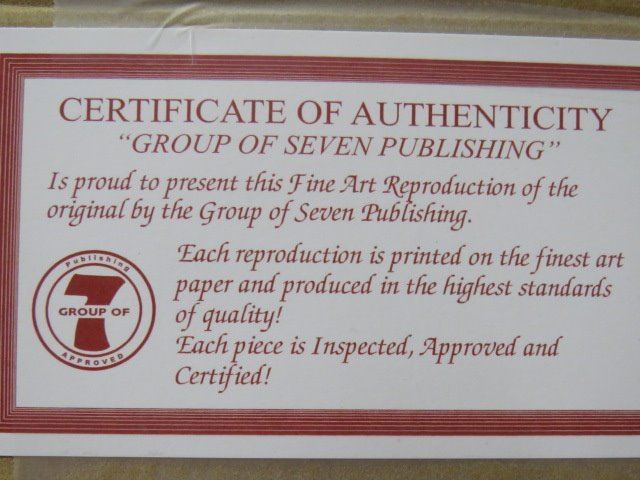 CERTIFICATE OF AUTHENTICITY
"GROUP OF SEVEN PUBLISHING"
Is proud to present this Fine Art Reproduction of the
original by the Group of Seven Publishing.
Each reproduction is printed on the finest art
paper and produced in the highest standards
of quality!
Each piece is Inspected, Approved and
Certified!
Publishing
7
GROUP OF
APPROVED